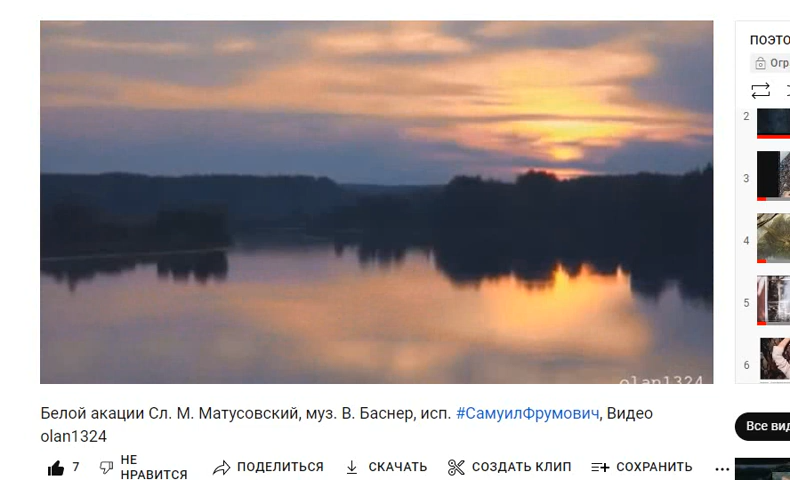 поэто
Огр
2
3
4
5
6
olan1324
Белой акации Сл. М. Матусовский, муз. В. Баснер, исп. #СамуилФрумович, Видео
olan1324
Все вид
7
НЕ
НРАВИТСЯ
ПОДЕЛИТЬСЯ
СКАЧАТЬ
СОЗДАТЬ КЛИП
СОХРАНИТЬ